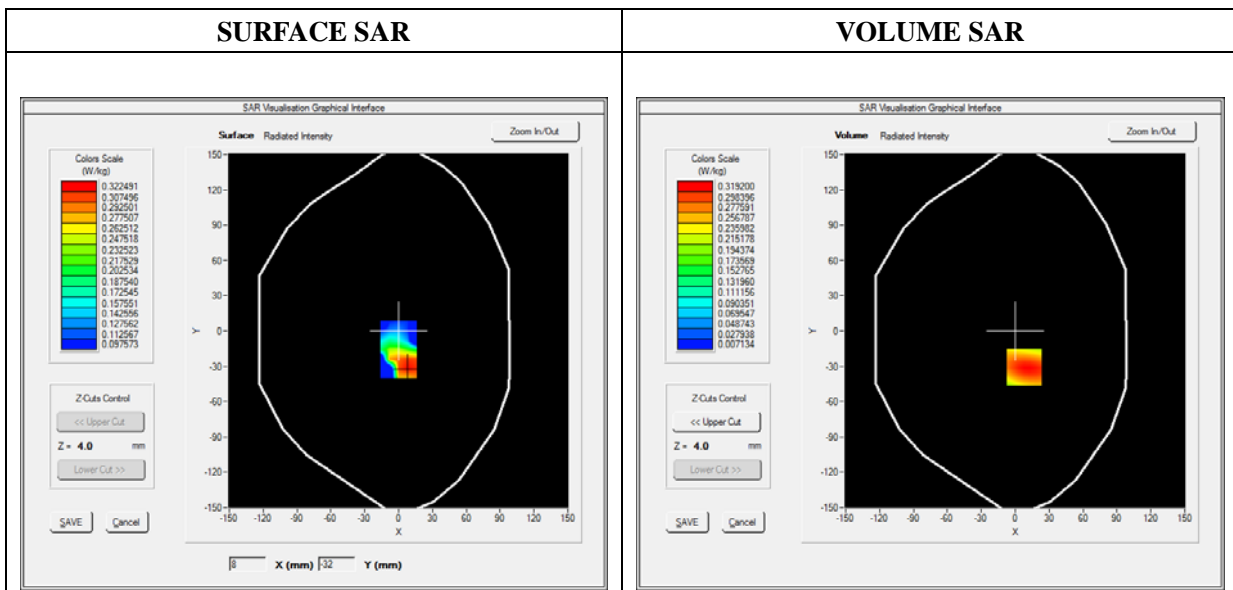 SURFACE SAR
VOLUME SAR
SAR Visualisation Graphical Interface
Surface Radiated Intensity
Zoom In/Out
Colors Scale
(W/kg)
0.322491
0.307496
0.292501
0.277507
0.262512
0.247518
0.232523
0.217529
0.202534
0.187540
0.172545
0.157551
0.142556
0.127562
0.112567
0.097573
Z-Cuts Control
<< Upper Cut
Z = 4.0 mm
Lower Cut >>
SAVE Cancel
150
120
90
60
30
0
-30
-60
-90
-120
-150
Y
-150 -120 -90 -60 -30 0 30 60 90 120 150
X
8 X (mm) -32 Y (mm)
SAR Visualisation Graphical Interface
Volume Radiated Intensity
Zoom In/Out
Colors Scale
(W/kg)
0.319200
0.298396
0.277591
0.256787
0.235982
0.215178
0.194374
0.173569
0.152765
0.131960
0.111156
0.090351
0.069547
0.048743
0.027938
0.007134
Z-Cuts Control
<< Upper Cut
Z = 4.0 mm
Lower Cut >>
SAVE Cancel
150
120
90
60
30
0
-30
-60
-90
-120
-150
Y
-150 -120 -90 -60 -30 0 30 60 90 120 150
X